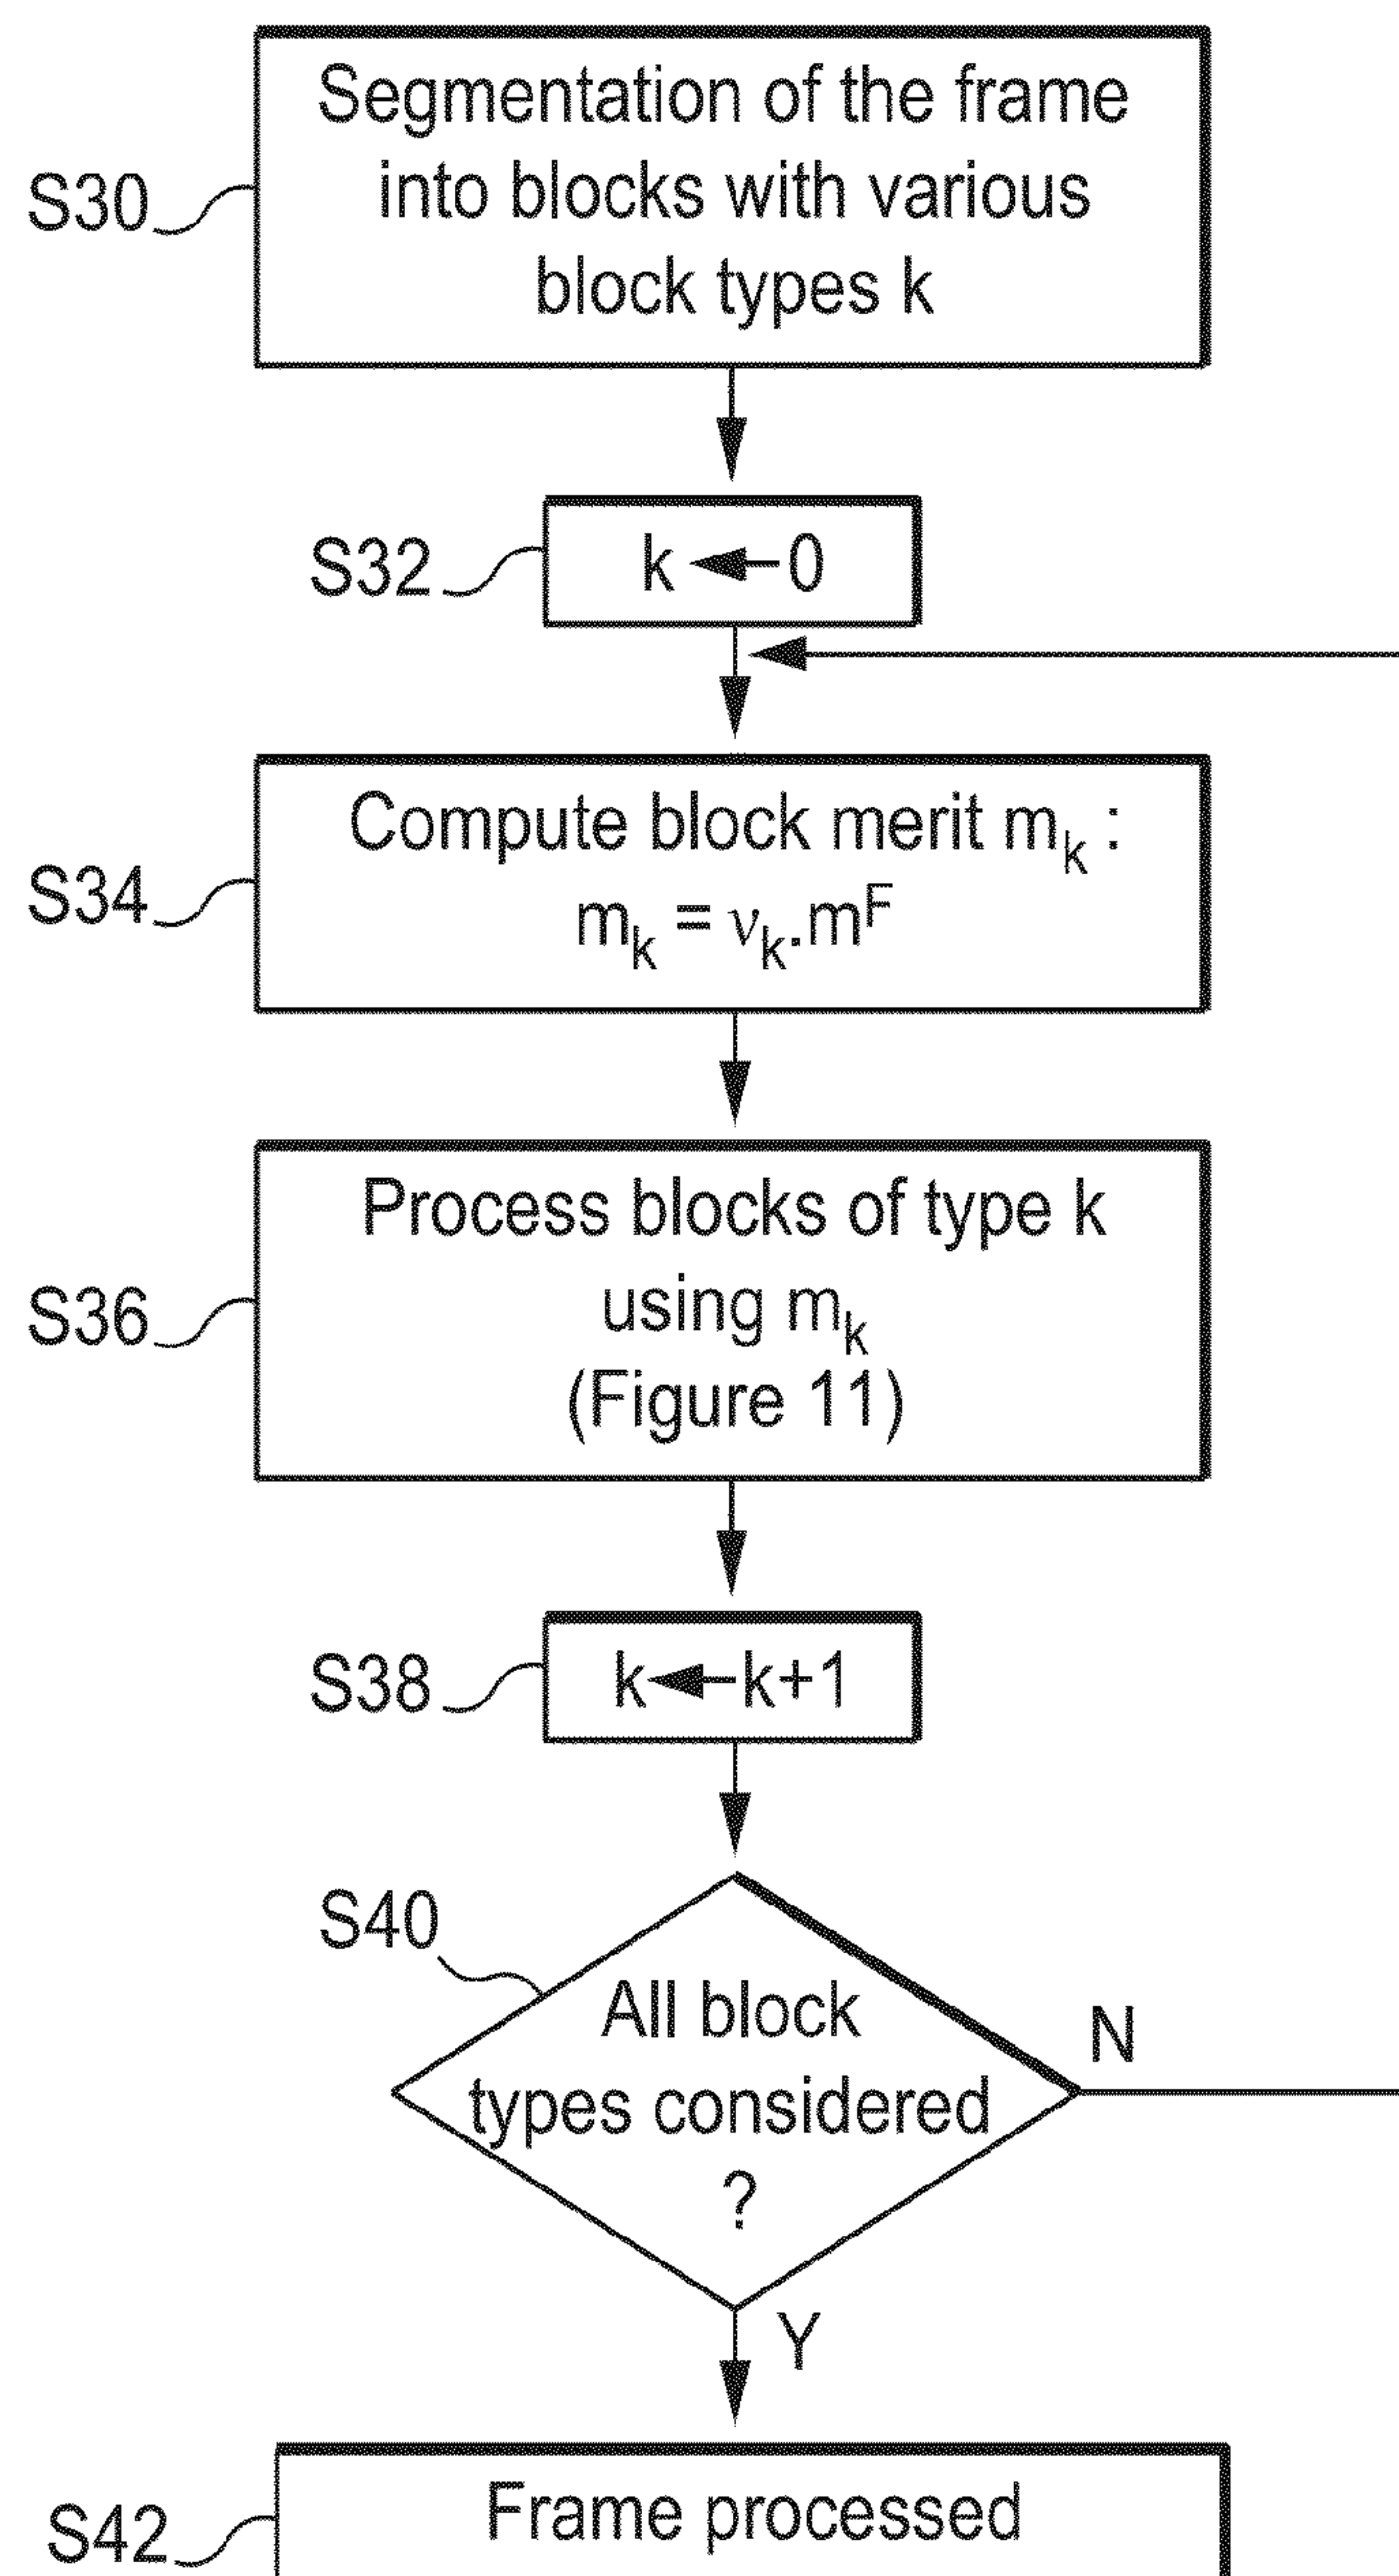 Segmentation of the frame
into blocks with various
block types k
S30
S32
k ← 0
Compute block merit mₖ :
mₖ = νₖ.mF
S34
Process blocks of type k
using mₖ
(Figure 11)
S36
S38
k ← k+1
S40
All block
types considered
?
N
Y
Frame processed
S42